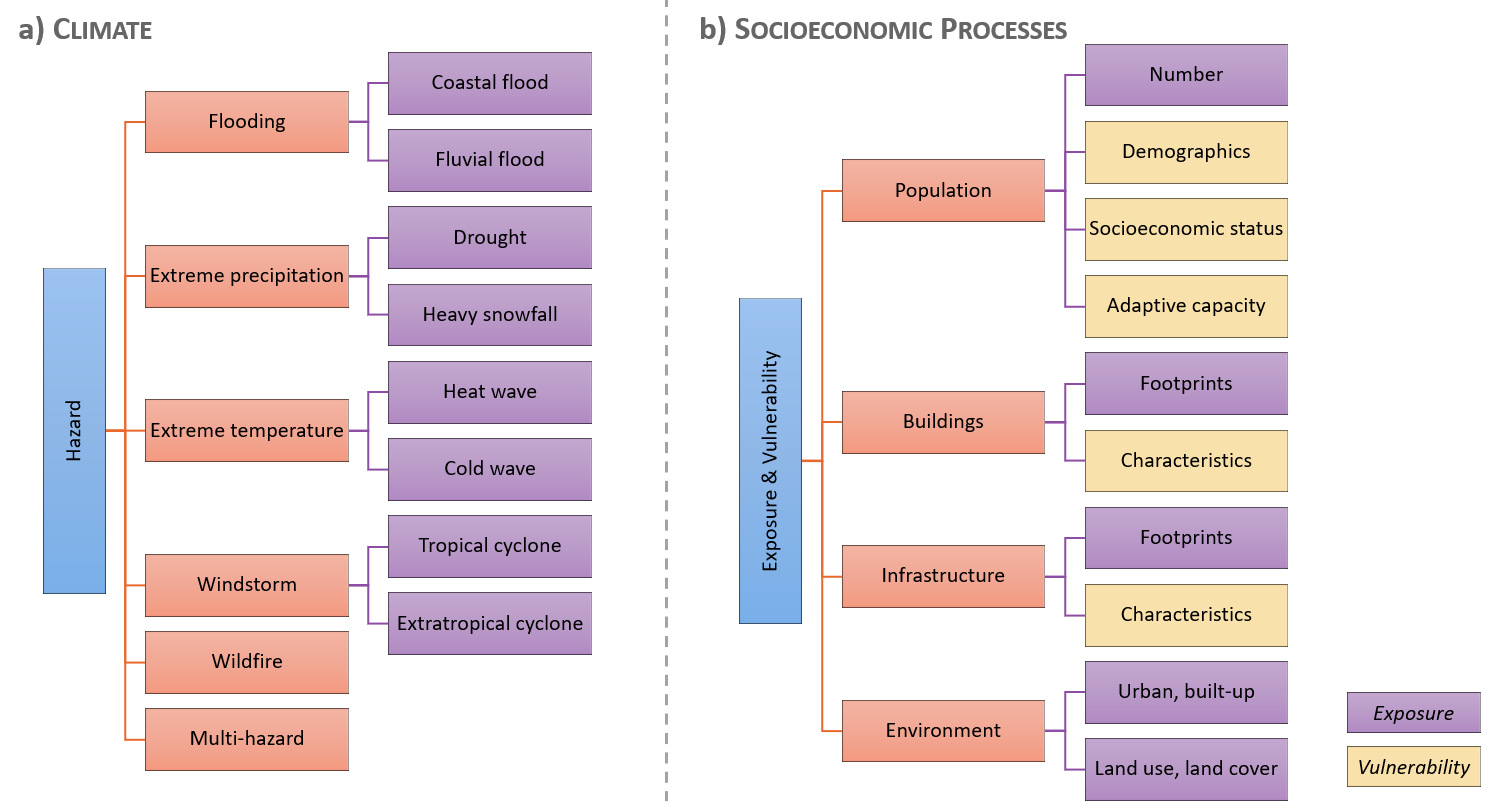 a) CLIMATE
Hazard
Flooding
Coastal flood
Fluvial flood
Extreme precipitation
Drought
Heavy snowfall
Extreme temperature
Heat wave
Cold wave
Windstorm
Tropical cyclone
Extratropical cyclone
Wildfire
Multi-hazard
b) SOCIOECONOMIC PROCESSES
Exposure & Vulnerability
Population
Number
Demographics
Socioeconomic status
Adaptive capacity
Buildings
Footprints
Characteristics
Infrastructure
Footprints
Characteristics
Environment
Urban, built-up
Land use, land cover
Exposure
Vulnerability